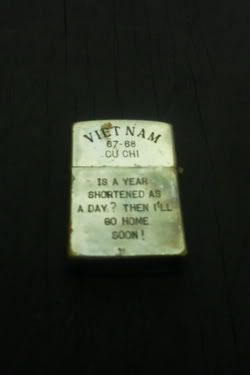 VIET NAM
67-68
CU CHI
IS A YEAR
SHORTENED AS
A DAY? THEN I'LL
GO HOME
SOON!